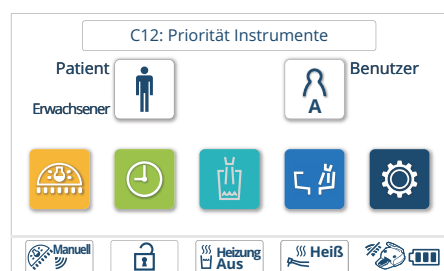 C12: Priorität Instrumente
Patient
Benutzer
Erwachsener
A
Manuell
Heizung
Aus
Heiß